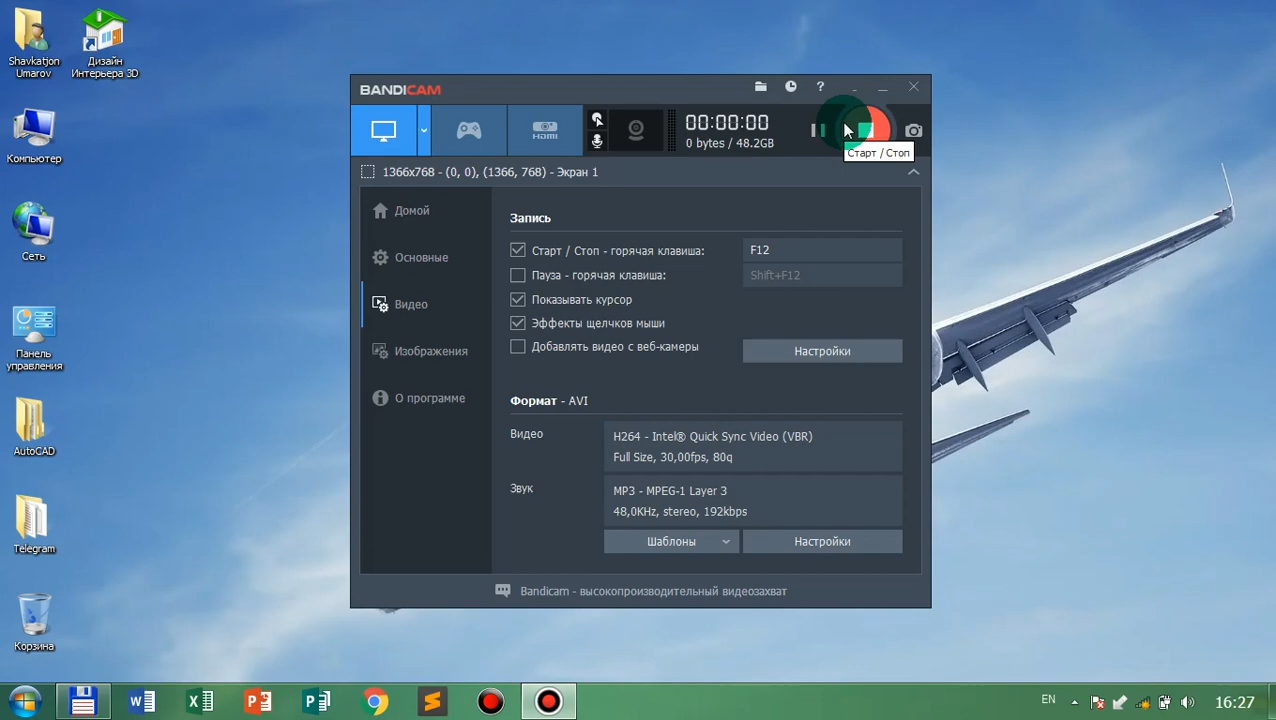 Shavkatjon
Umarov
Дизайн
Интерьера 3D
Компьютер
Сеть
Панель
управления
AutoCAD
Telegram
Корзина
BANDICAM
?
HDMI
00:00:00
0 bytes / 48.2GB
Старт / Стоп
1366x768 - (0, 0), (1366, 768) - Экран 1
Домой
Основные
Видео
Изображения
О программе
Запись
Старт / Стоп - горячая клавиша:
F12
Пауза - горячая клавиша:
Shift+F12
Показывать курсор
Эффекты щелчков мыши
Добавлять видео с веб-камеры
Настройки
Формат - AVI
Видео
H264 - Intel® Quick Sync Video (VBR)
Full Size, 30,00fps, 80q
Звук
MP3 - MPEG-1 Layer 3
48,0KHz, stereo, 192kbps
Шаблоны
Настройки
Bandicam - высокопроизводительный видеозахват
EN
16:27